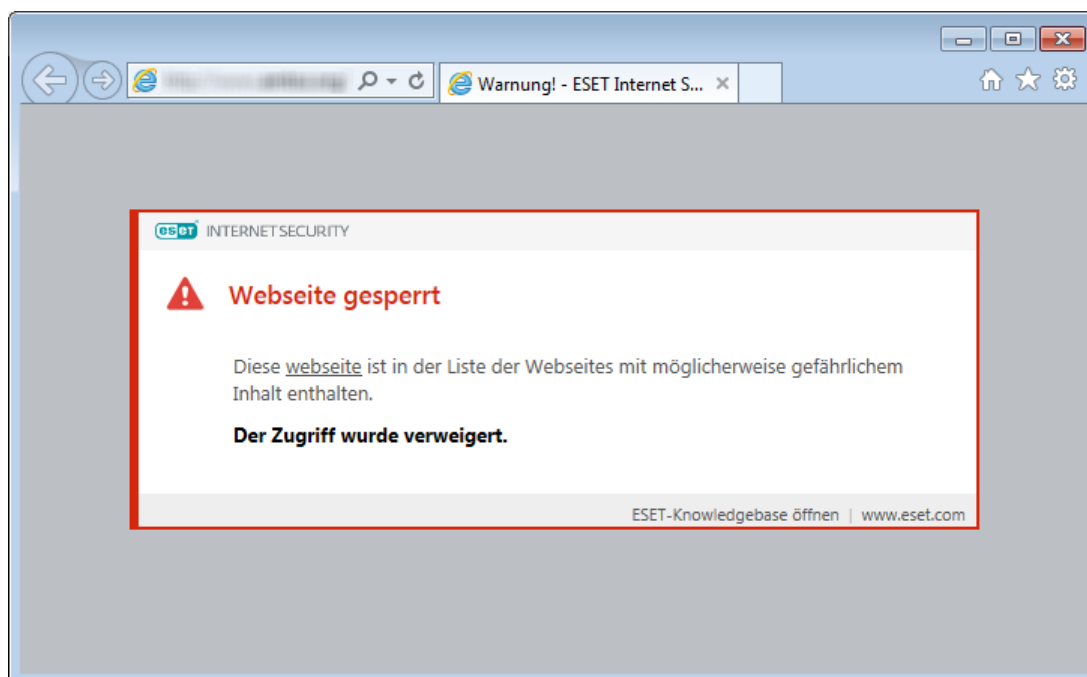 Warnung! - ESET Internet S...
eset INTERNET SECURITY
Webseite gesperrt
Diese webseite ist in der Liste der Webseites mit möglicherweise gefährlichem
Inhalt enthalten.
Der Zugriff wurde verweigert.
ESET-Knowledgebase öffnen | www.eset.com